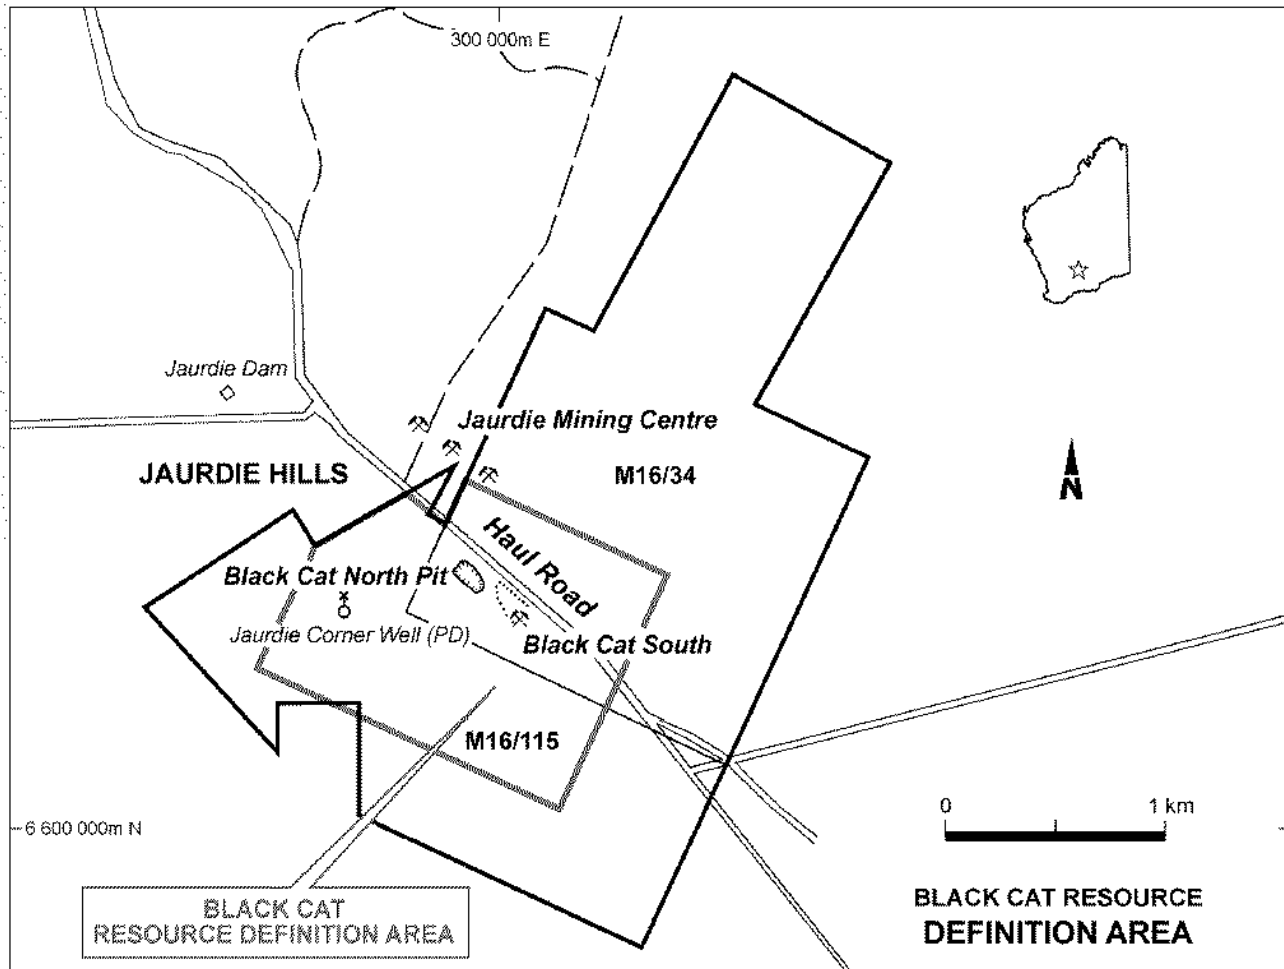 300 000m E
Jaurdie Dam
Jaurdie Mining Centre
JAURDIE HILLS
M16/34
N
Haul Road
Black Cat North Pit
Jaurdie Corner Well (PD)
Black Cat South
M16/115
0 1 km
6 600 000m N
BLACK CAT RESOURCE
DEFINITION AREA
BLACK CAT
RESOURCE DEFINITION AREA